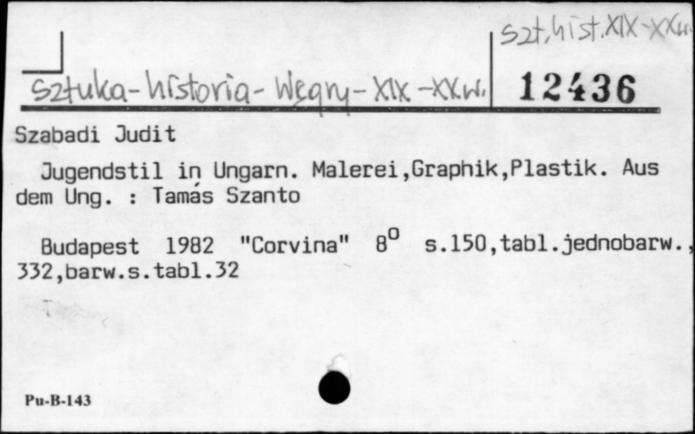 szt.hist.XIX-XXw.
Sztuka-historia-Węgry-XIX-XXw.
12436
Szabadi Judit
Jugendstil in Ungarn. Malerei,Graphik,Plastik. Aus
dem Ung. : Tamás Szanto
Budapest 1982 "Corvina" 8° s.150,tabl.jednobarw.,
332,barw.s.tabl.32
Pu-B-143